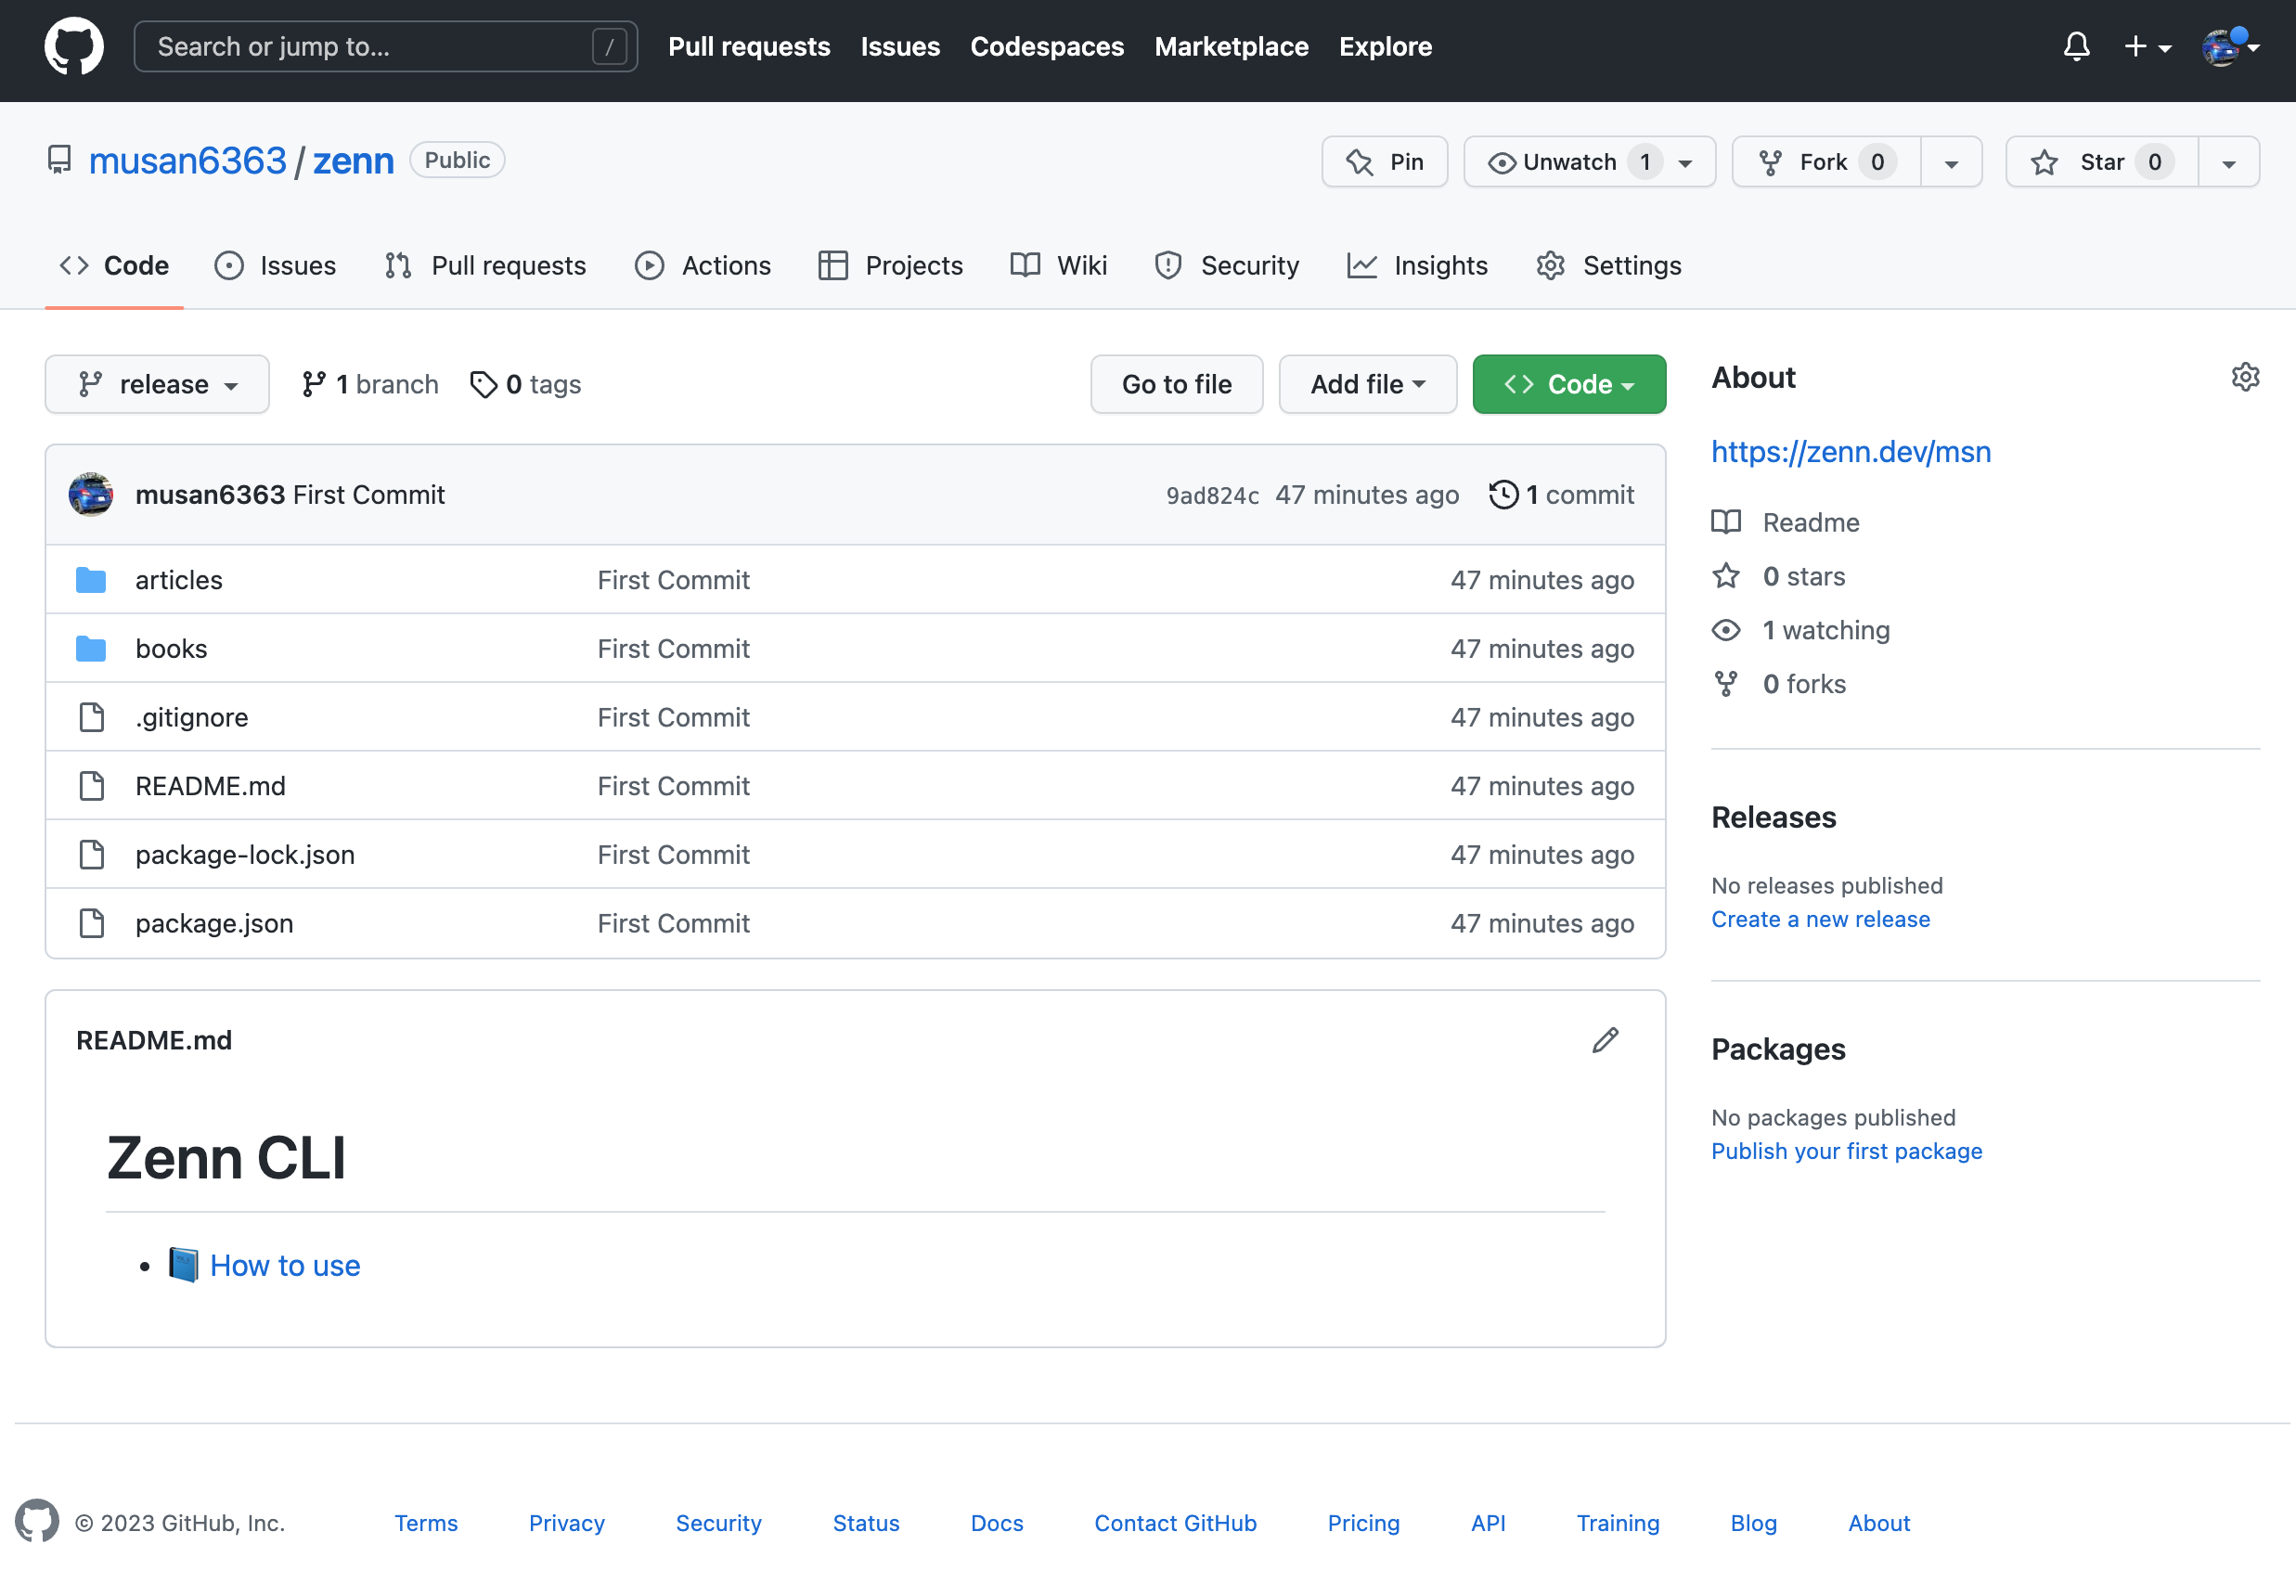 Search or jump to... / Pull requests Issues Codespaces Marketplace Explore
musan6363 / zenn Public Pin Unwatch 1 Fork 0 Star 0
Code Issues Pull requests Actions Projects Wiki Security Insights Settings
release 1 branch 0 tags Go to file Add file Code
musan6363 First Commit 9ad824c 47 minutes ago 1 commit
articles First Commit 47 minutes ago
books First Commit 47 minutes ago
.gitignore First Commit 47 minutes ago
README.md First Commit 47 minutes ago
package-lock.json First Commit 47 minutes ago
package.json First Commit 47 minutes ago
README.md
Zenn CLI
• 📘 How to use
About
https://zenn.dev/msn
Readme
0 stars
1 watching
0 forks
Releases
No releases published
Create a new release
Packages
No packages published
Publish your first package
© 2023 GitHub, Inc. Terms Privacy Security Status Docs Contact GitHub Pricing API Training Blog About